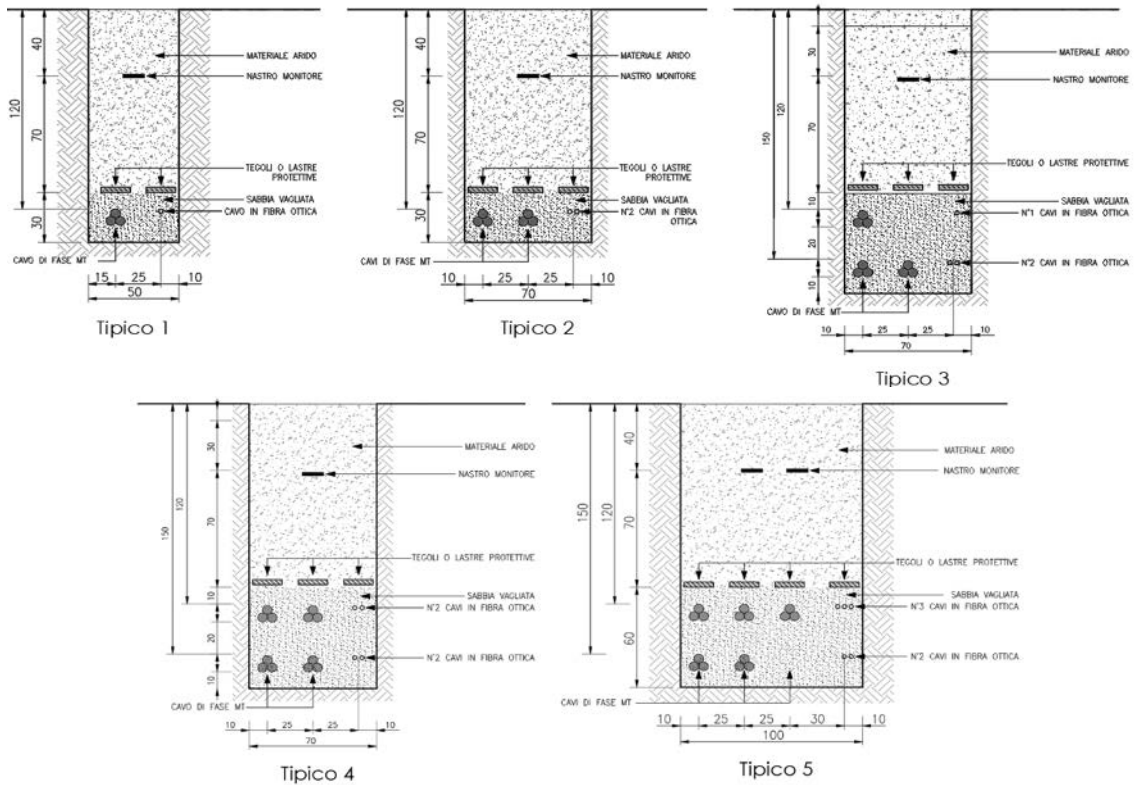 40
120
70
30
MATERIALE ARIDO
NASTRO MONITORE
TEGOLI O LASTRE
PROTETTIVE
SABBIA VAGLIATA
CAVO IN FIBRA OTTICA
CAVO DI FASE MT
15 25 10
50
Tipico 1
40
120
70
30
MATERIALE ARIDO
NASTRO MONITORE
TEGOLI O LASTRE
PROTETTIVE
SABBIA VAGLIATA
N°2 CAVI IN FIBRA
OTTICA
CAVI DI FASE MT
10 25 25 10
70
Tipico 2
30
120
150
70
10
20
10
MATERIALE ARIDO
NASTRO MONITORE
TEGOLI O LASTRE PROTETTIVE
SABBIA VAGLIATA
N°1 CAVI IN FIBRA OTTICA
N°2 CAVI IN FIBRA OTTICA
CAVO DI FASE MT
10 25 25 10
70
Tipico 3
30
120
150
70
10
20
10
MATERIALE ARIDO
NASTRO MONITORE
TEGOLI O LASTRE PROTETTIVE
SABBIA VAGLIATA
N°2 CAVI IN FIBRA OTTICA
N°2 CAVI IN FIBRA OTTICA
CAVO DI FASE MT
10 25 25 10
70
Tipico 4
40
120
150
70
60
MATERIALE ARIDO
NASTRO MONITORE
TEGOLI O LASTRE PROTETTIVE
SABBIA VAGLIATA
N°3 CAVI IN FIBRA OTTICA
N°2 CAVI IN FIBRA OTTICA
CAVI DI FASE MT
10 25 25 30 10
100
Tipico 5